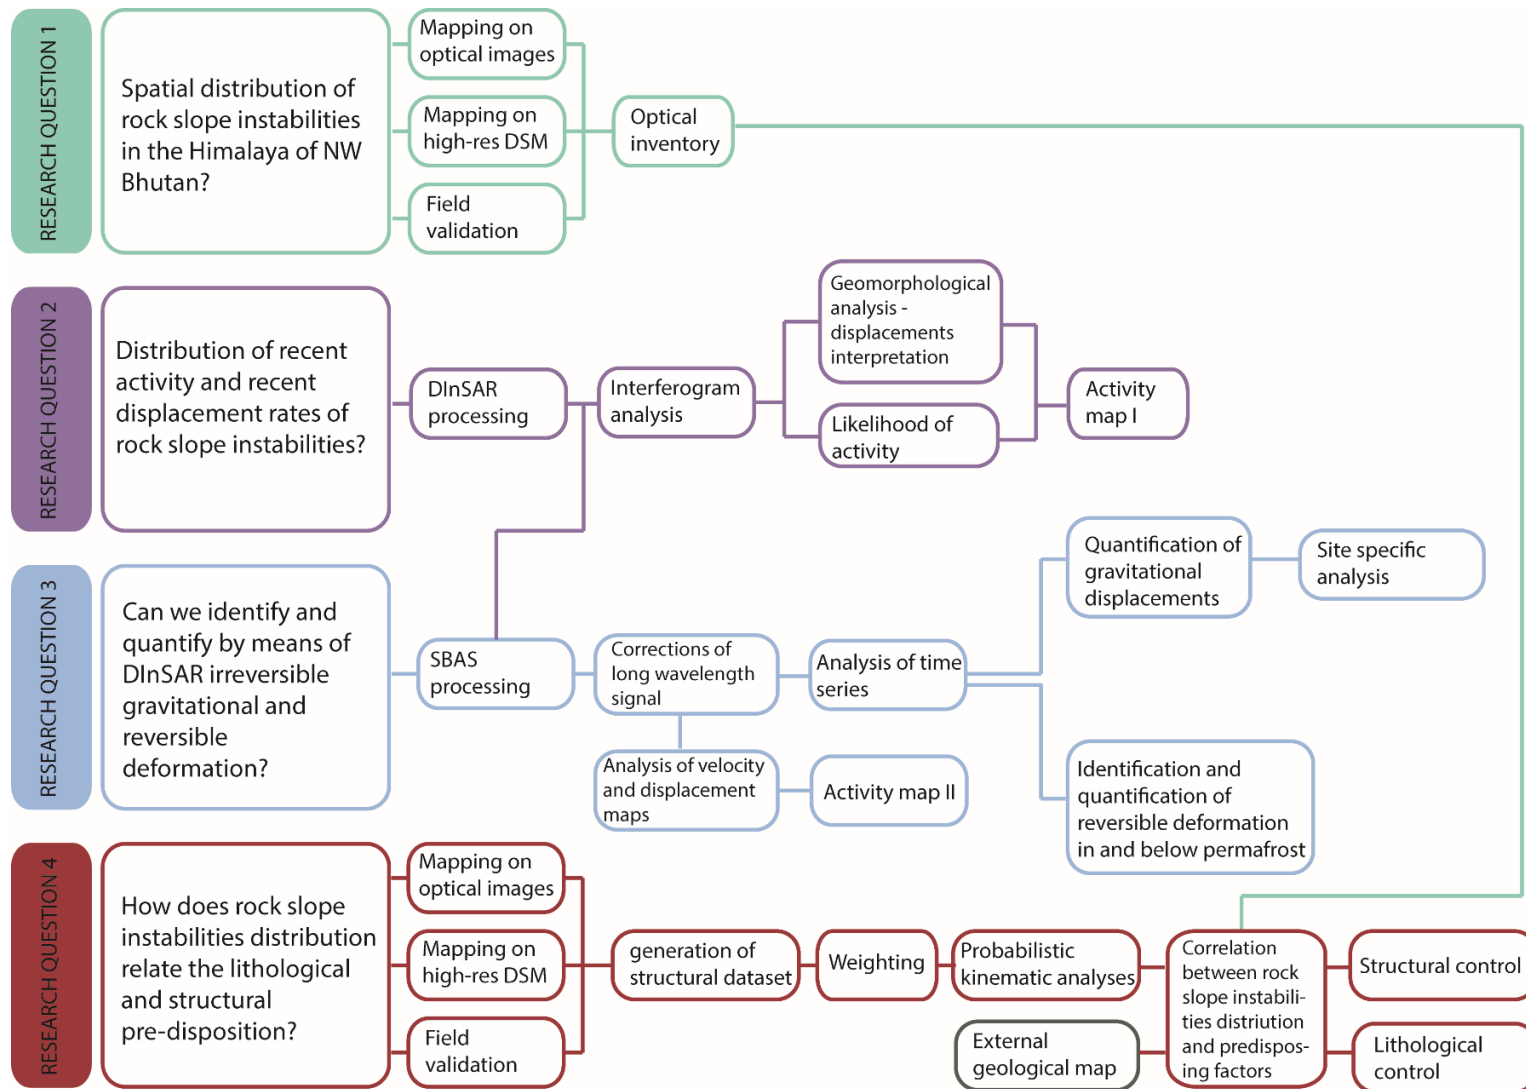 RESEARCH QUESTION 1
Spatial distribution of
rock slope instabilities
in the Himalaya of NW
Bhutan?
Mapping on
optical images
Mapping on
high-res DSM
Field
validation
Optical
inventory
RESEARCH QUESTION 2
Distribution of recent
activity and recent
displacement rates of
rock slope instabilities?
DInSAR
processing
Interferogram
analysis
Geomorphological
analysis -
displacements
interpretation
Likelihood of
activity
Activity
map I
RESEARCH QUESTION 3
Can we identify and
quantify by means of
DInSAR irreversible
gravitational and
reversible
deformation?
SBAS
processing
Corrections of
long wavelength
signal
Analysis of velocity
and displacement
maps
Activity map II
Analysis of time
series
Quantification of
gravitational
displacements
Site specific
analysis
Identification and
quantification of
reversible deformation
in and below permafrost
RESEARCH QUESTION 4
How does rock slope
instabilities distribution
relate the lithological
and structural
pre-disposition?
Mapping on
optical images
Mapping on
high-res DSM
Field
validation
generation of
structural dataset
Weighting
Probabilistic
kinematic analyses
External
geological map
Correlation
between rock
slope instabili-
ties distriution
and predispos-
ing factors
Structural control
Lithological
control